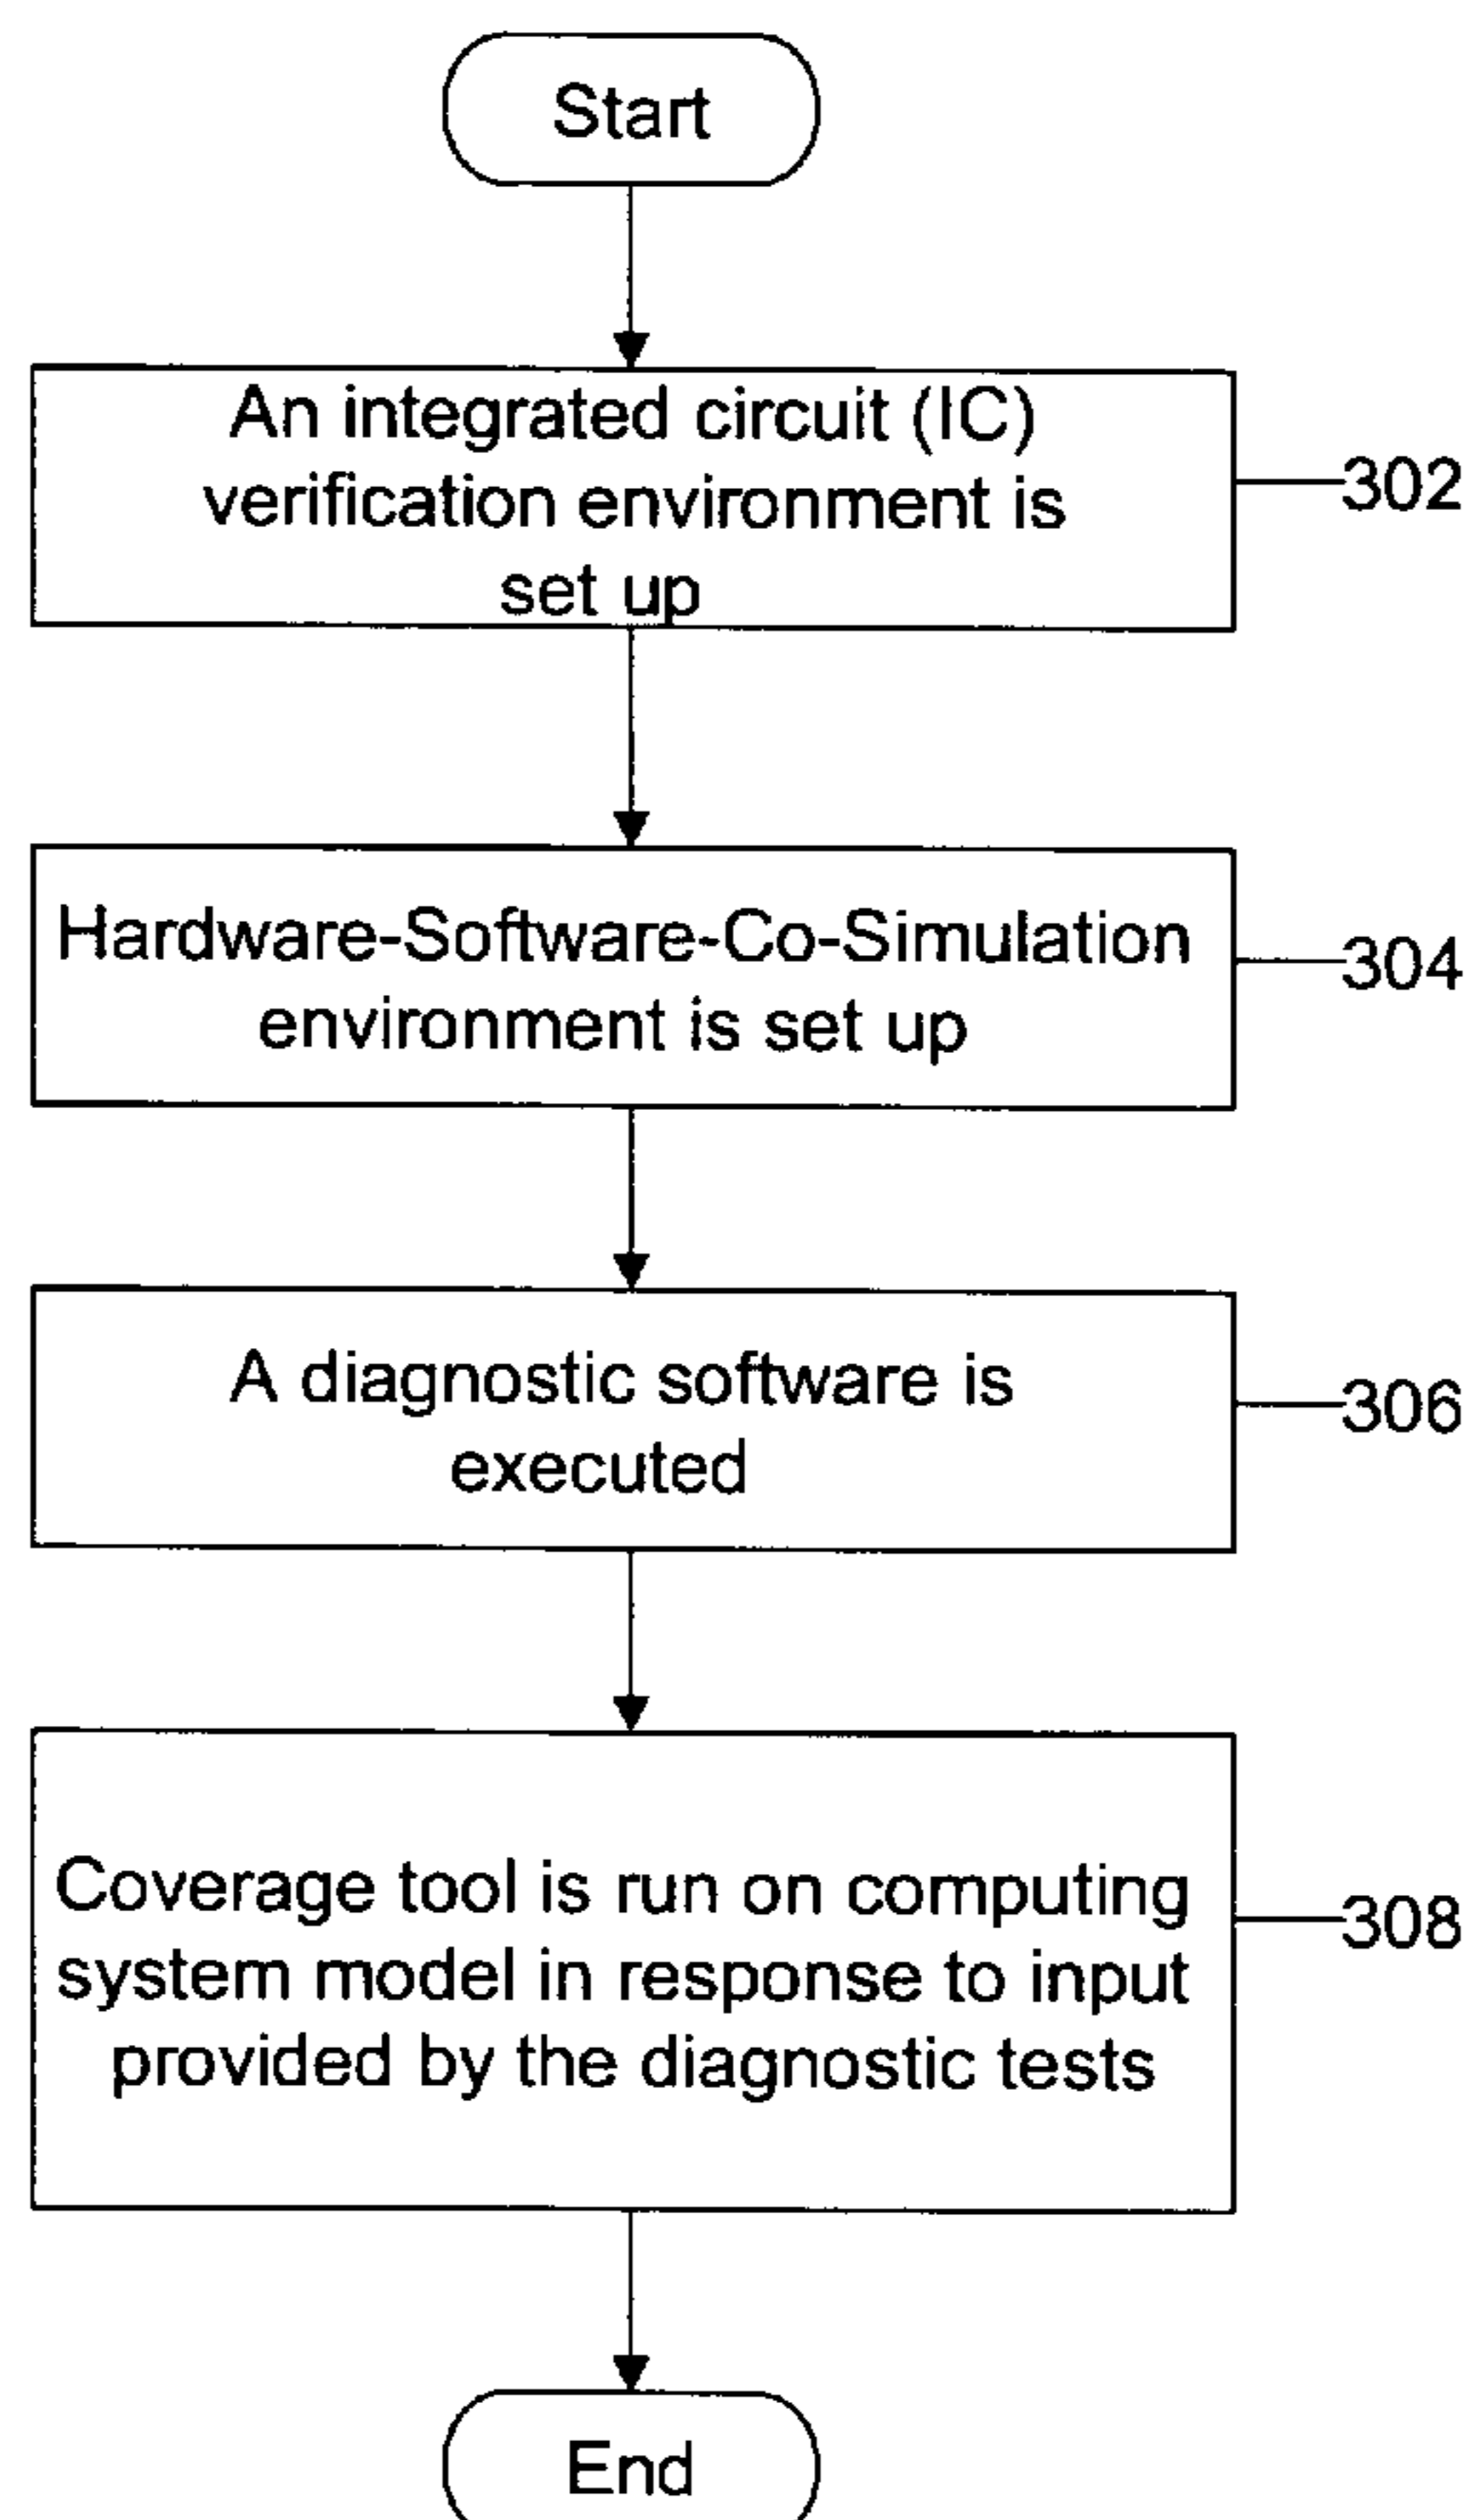 Start
An integrated circuit (IC)
verification environment is
set up
302
Hardware-Software-Co-Simulation
environment is set up
304
A diagnostic software is
executed
306
Coverage tool is run on computing
system model in response to input
provided by the diagnostic tests
308
End